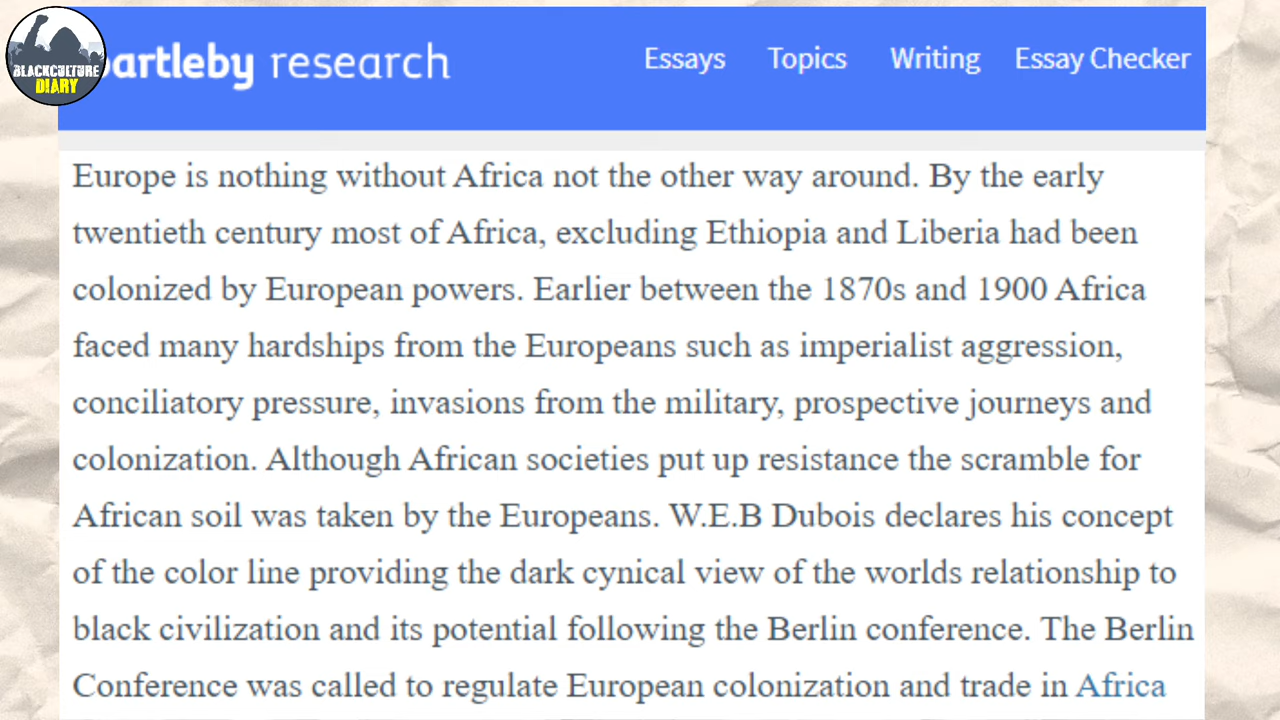 BLACKCULTURE
DIARY
bartleby research
Essays Topics Writing Essay Checker
Europe is nothing without Africa not the other way around. By the early
twentieth century most of Africa, excluding Ethiopia and Liberia had been
colonized by European powers. Earlier between the 1870s and 1900 Africa
faced many hardships from the Europeans such as imperialist aggression,
conciliatory pressure, invasions from the military, prospective journeys and
colonization. Although African societies put up resistance the scramble for
African soil was taken by the Europeans. W.E.B Dubois declares his concept
of the color line providing the dark cynical view of the worlds relationship to
black civilization and its potential following the Berlin conference. The Berlin
Conference was called to regulate European colonization and trade in Africa